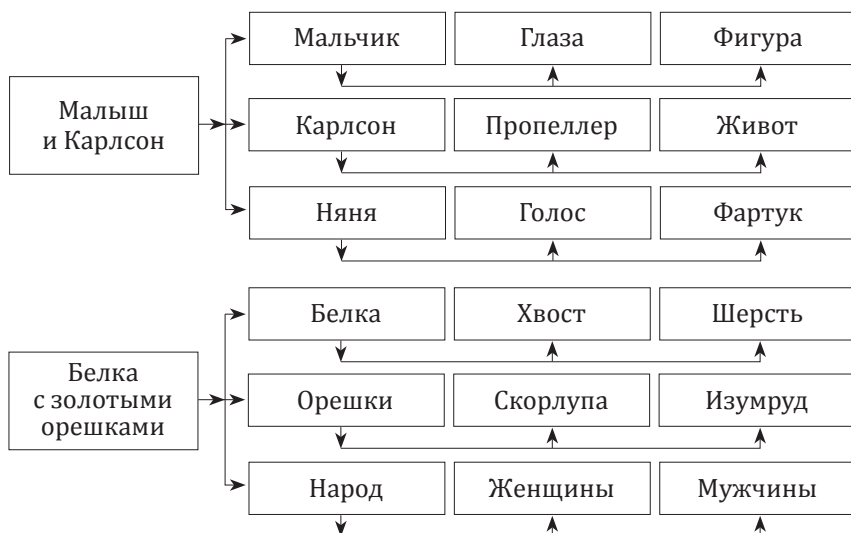 Мальчик Глаза Фигура
Малыш
и Карлсон
Карлсон Пропеллер Живот
Няня Голос Фартук
Белка Хвост Шерсть
Белка
с золотыми
орешками
Орешки Скорлупа Изумруд
Народ Женщины Мужчины